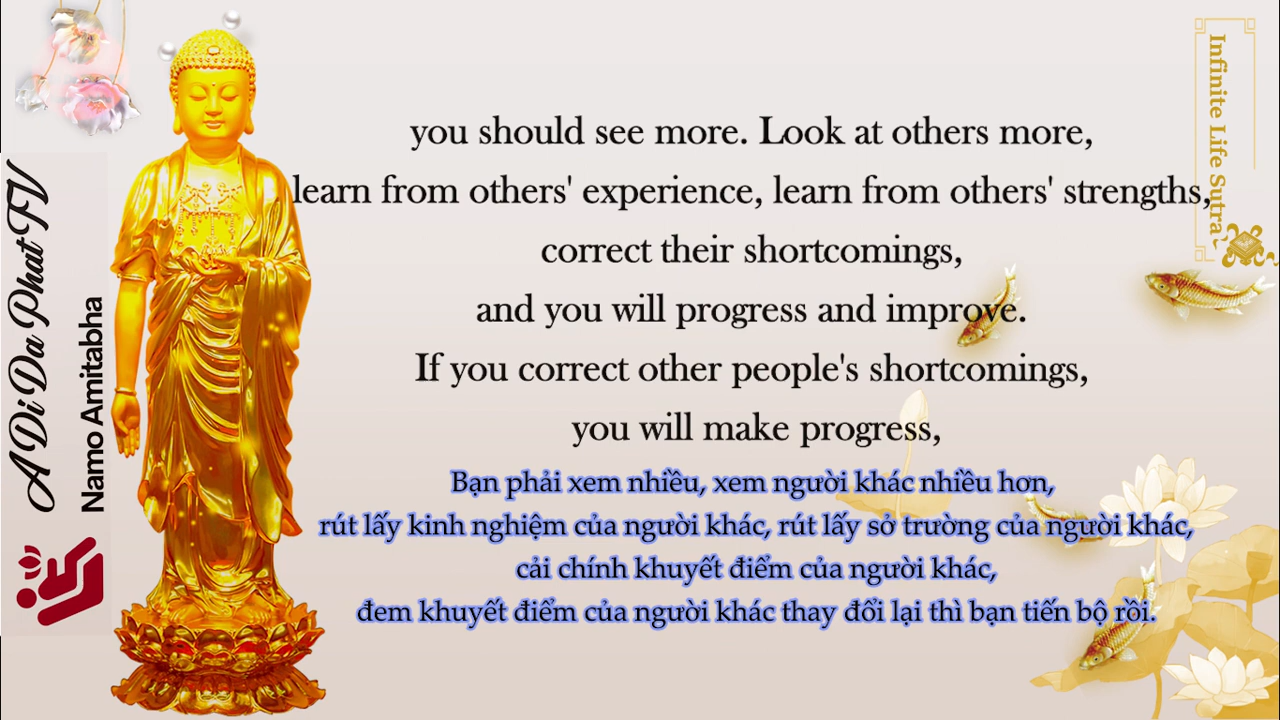 A Di Da Phat TV
Namo Amitabha
Infinite Life Sutra
you should see more. Look at others more,
learn from others' experience, learn from others' strengths,
correct their shortcomings,
and you will progress and improve.
If you correct other people's shortcomings,
you will make progress,
Bạn phải xem nhiều, xem người khác nhiều hơn,
rút lấy kinh nghiệm của người khác, rút lấy sở trường của người khác,
cải chính khuyết điểm của người khác,
đem khuyết điểm của người khác thay đổi lại thì bạn tiến bộ rồi.